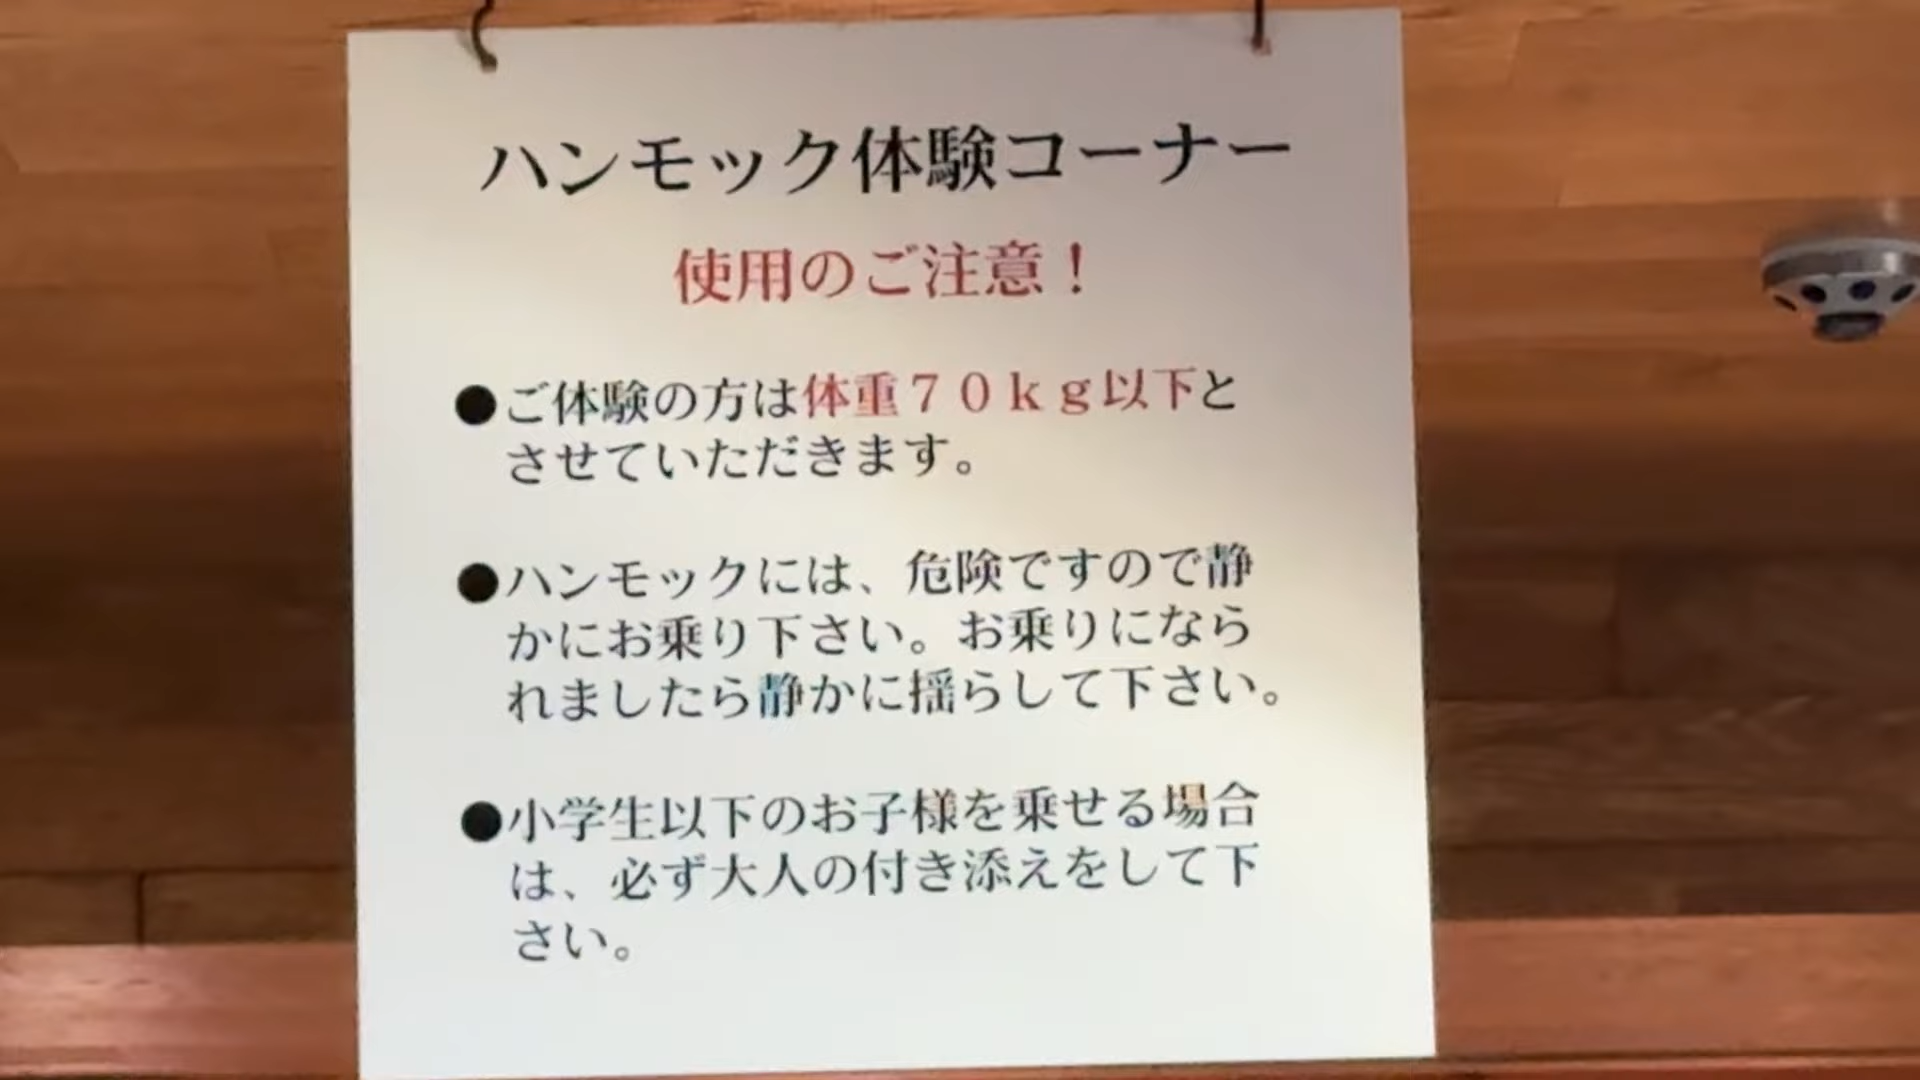 ハンモック体験コーナー
使用のご注意！
●ご体験の方は体重７０ｋｇ以下と
させていただきます。
●ハンモックには、危険ですので静
かにお乗り下さい。お乗りになら
れましたら静かに揺らして下さい。
●小学生以下のお子様を乗せる場合
は、必ず大人の付き添えをして下
さい。